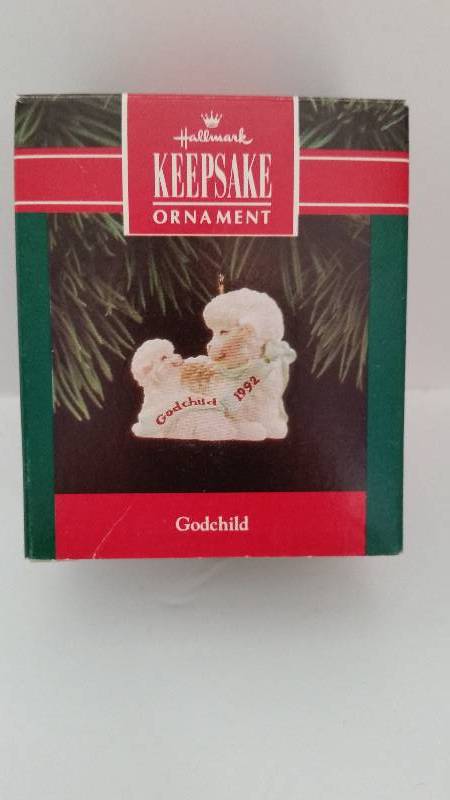 Hallmark
KEEPSAKE
ORNAMENT
Godchild 1992
Godchild